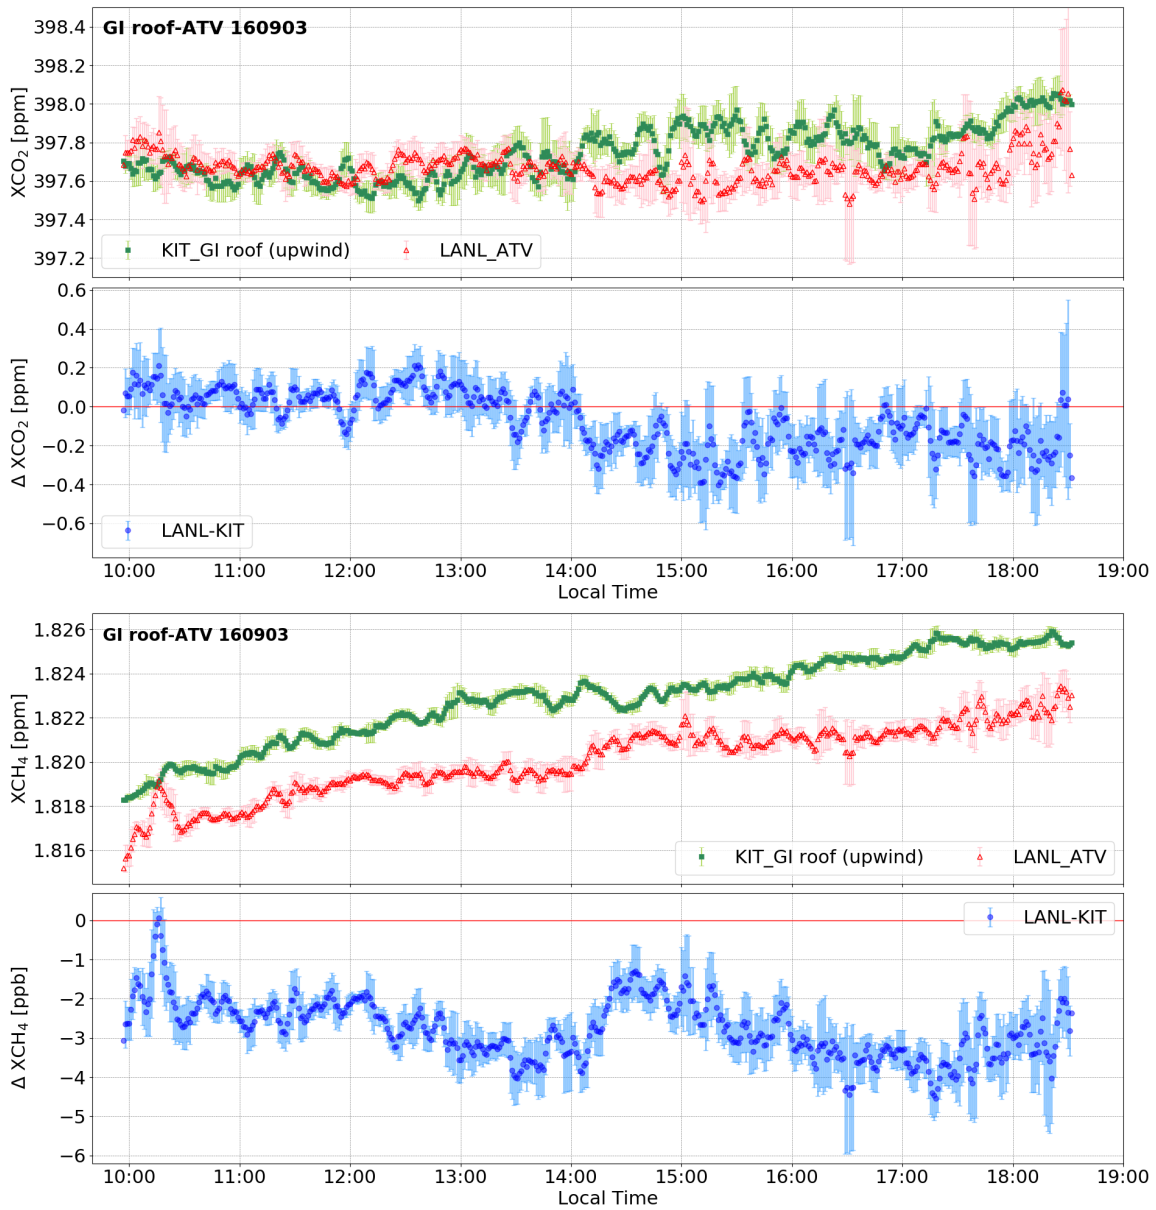 GI roof-ATV 160903
XCO₂ [ppm]
398.4
398.2
398.0
397.8
397.6
397.4
397.2
KIT_GI roof (upwind)
LANL_ATV
Δ XCO₂ [ppm]
0.6
0.4
0.2
0.0
−0.2
−0.4
−0.6
LANL-KIT
10:00 11:00 12:00 13:00 14:00 15:00 16:00 17:00 18:00 19:00
Local Time
GI roof-ATV 160903
XCH₄ [ppm]
1.826
1.824
1.822
1.820
1.818
1.816
KIT_GI roof (upwind)
LANL_ATV
Δ XCH₄ [ppb]
0
−1
−2
−3
−4
−5
−6
LANL-KIT
10:00 11:00 12:00 13:00 14:00 15:00 16:00 17:00 18:00 19:00
Local Time